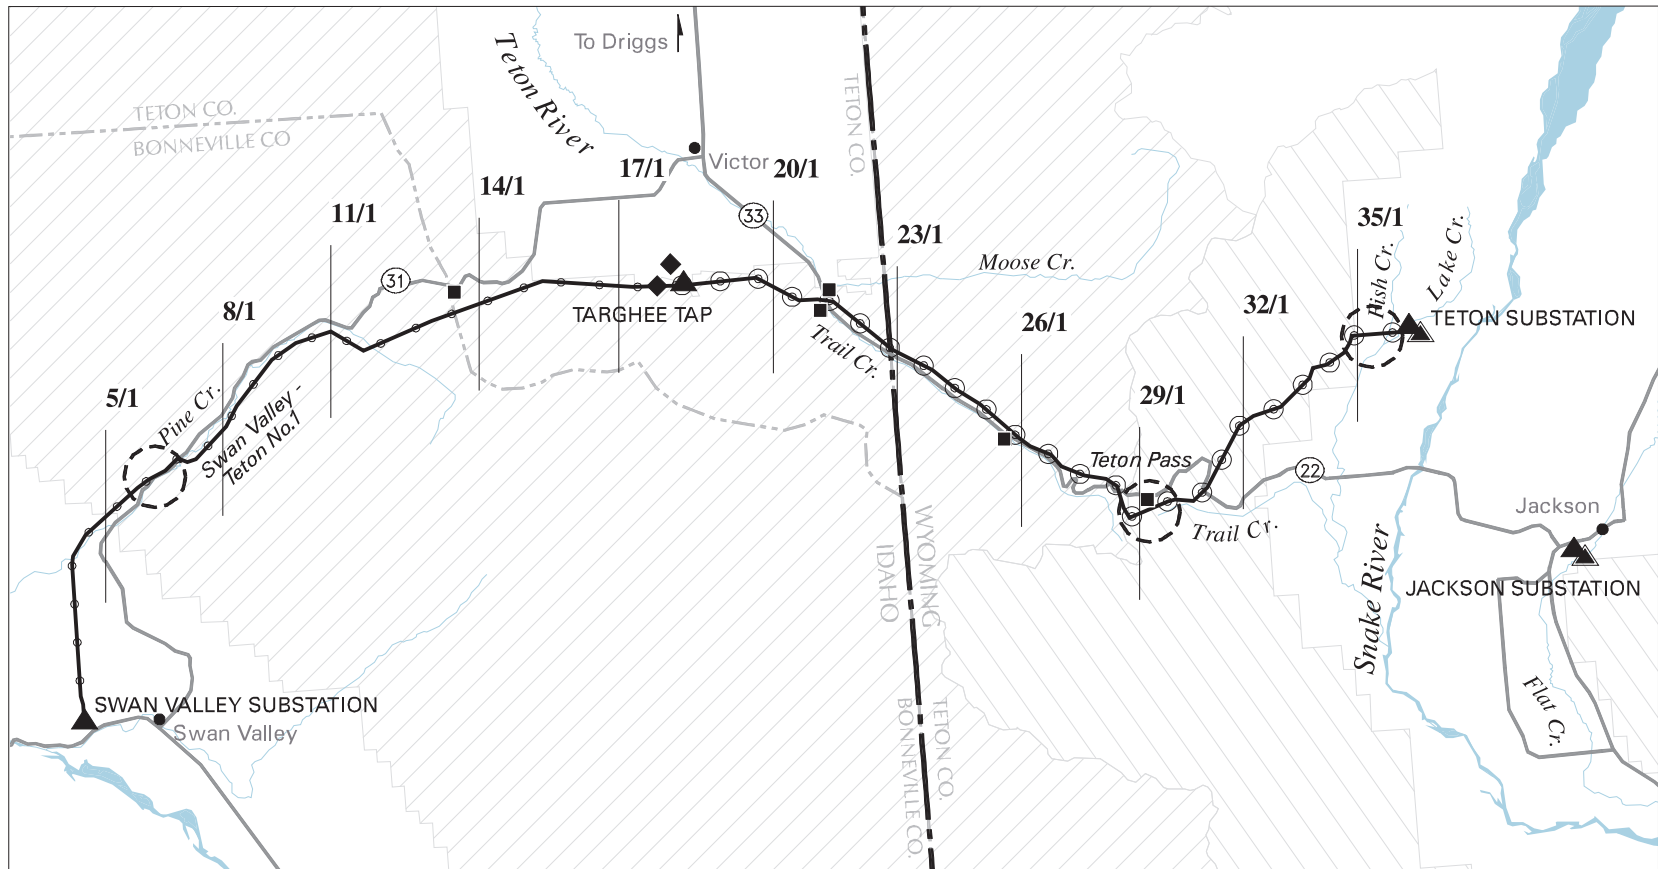 To Driggs
Teton River
TETON CO.
BONNEVILLE CO
TETON CO.
Victor
17/1
20/1
14/1
11/1
33
35/1
23/1
Fish Cr.
Lake Cr.
Moose Cr.
31
8/1
TARGHEE TAP
26/1
32/1
TETON SUBSTATION
Trail Cr.
5/1
Pine Cr.
Swan Valley -
Teton No.1
29/1
Teton Pass
22
Jackson
WYOMING
IDAHO
Trail Cr.
Snake River
JACKSON SUBSTATION
Flat Cr.
SWAN VALLEY SUBSTATION
Swan Valley
TETON CO.
BONNEVILLE CO.